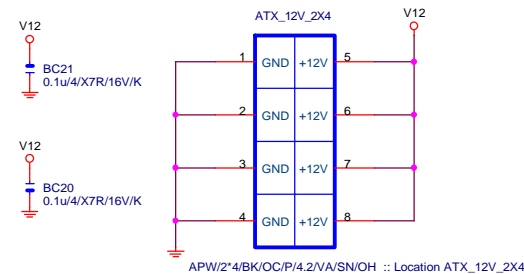 V12
BC21
0.1u/4/X7R/16V/K
V12
BC20
0.1u/4/X7R/16V/K
ATX_12V_2X4
V12
1 GND +12V 5
2 GND +12V 6
3 GND +12V 7
4 GND +12V 8
APW/2*4/BK/OC/P/4.2/VA/SN/OH :: Location ATX_12V_2X4